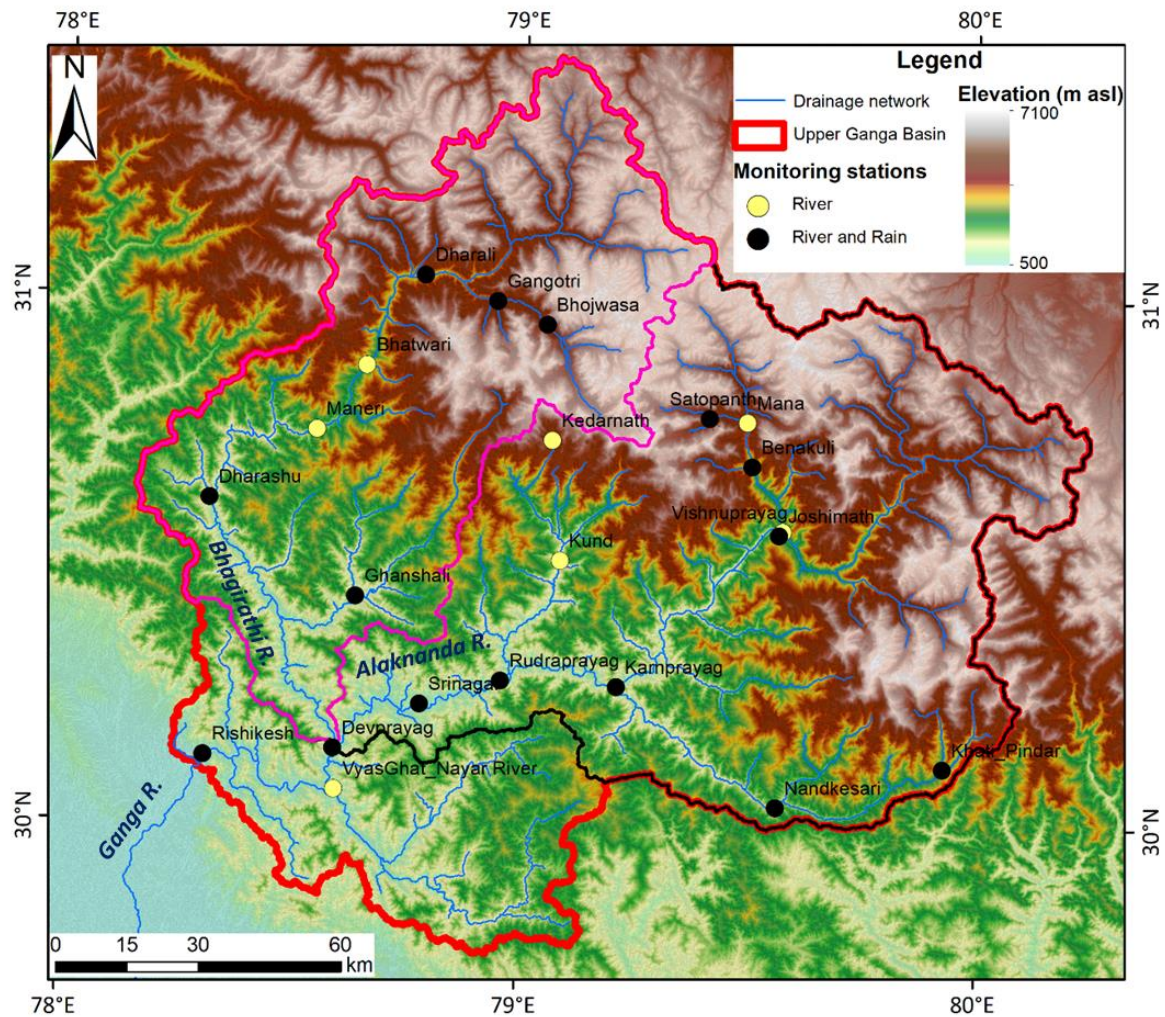 78°E
79°E
80°E
N
Legend
Drainage network
Upper Ganga Basin
Monitoring stations
River
River and Rain
Elevation (m asl)
7100
500
31°N
31°N
Dharali
Gangotri
Bhojwasa
Bhatwari
Maneri
Kedarnath
Satopanth
Mana
Benakuli
Dharashu
Vishnuprayag
Joshimath
Kund
Ghanshali
Bhagirathi R.
Alaknanda R.
Rudraprayag
Karnprayag
Srinagar
Rishikesh
Devprayag
VyasGhat_Nayar River
Khati_Pindar
Nandkesari
Ganga R.
30°N
30°N
0 15 30 60
km
78°E
79°E
80°E